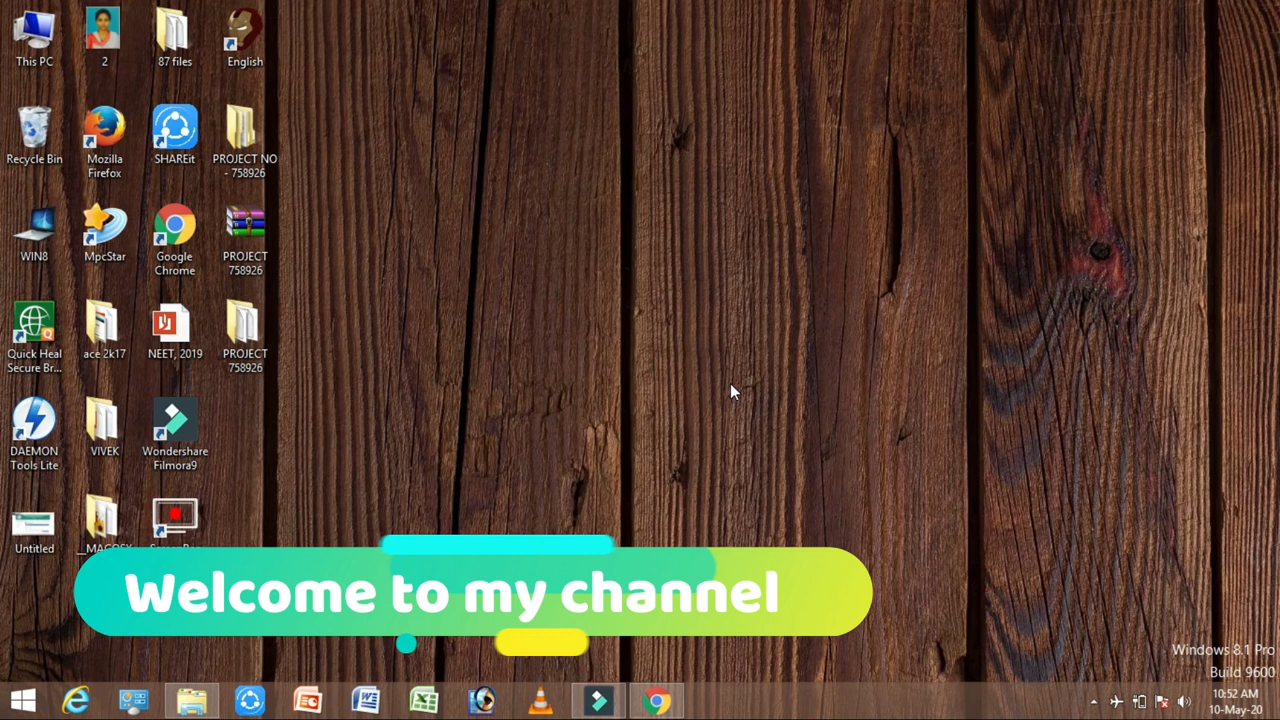 This PC
2
87 files
English
Recycle Bin
Mozilla
Firefox
SHAREit
PROJECT NO
- 758926
WIN8
MpcStar
Google
Chrome
PROJECT
758926
Quick Heal
Secure Br...
ace 2k17
NEET, 2019
PROJECT
758926
DAEMON
Tools Lite
VIVEK
Wondershare
Filmora9
Untitled
Welcome to my channel
Windows 8.1 Pro
Build 9600
10:52 AM
10-May-20